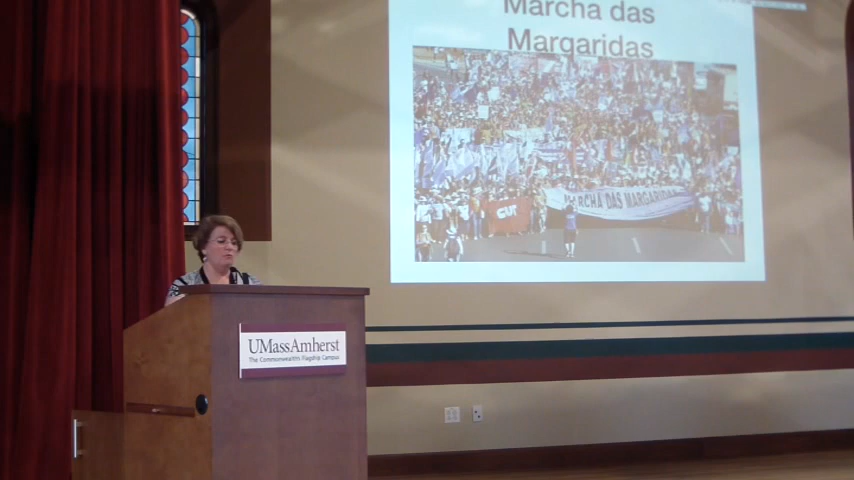 Marcha das
Margaridas
MARCHA DAS MARGARIDAS
CUT
UMassAmherst
The Commonwealth's Flagship Campus